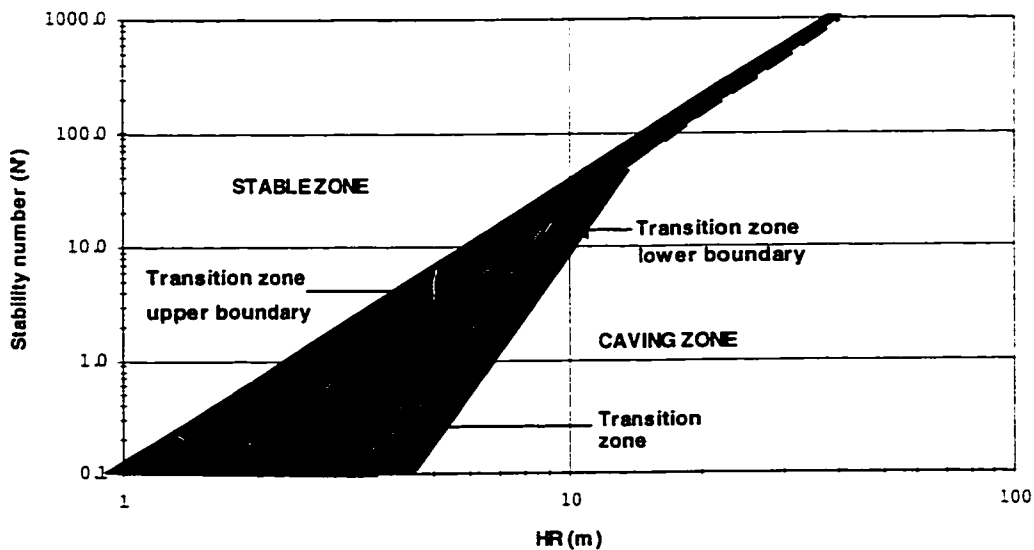 1000.0
100.0
10.0
1.0
0.1
Stability number (N')
STABLE ZONE
Transition zone
upper boundary
Transition zone
lower boundary
CAVING ZONE
Transition
zone
1
10
100
HR (m)